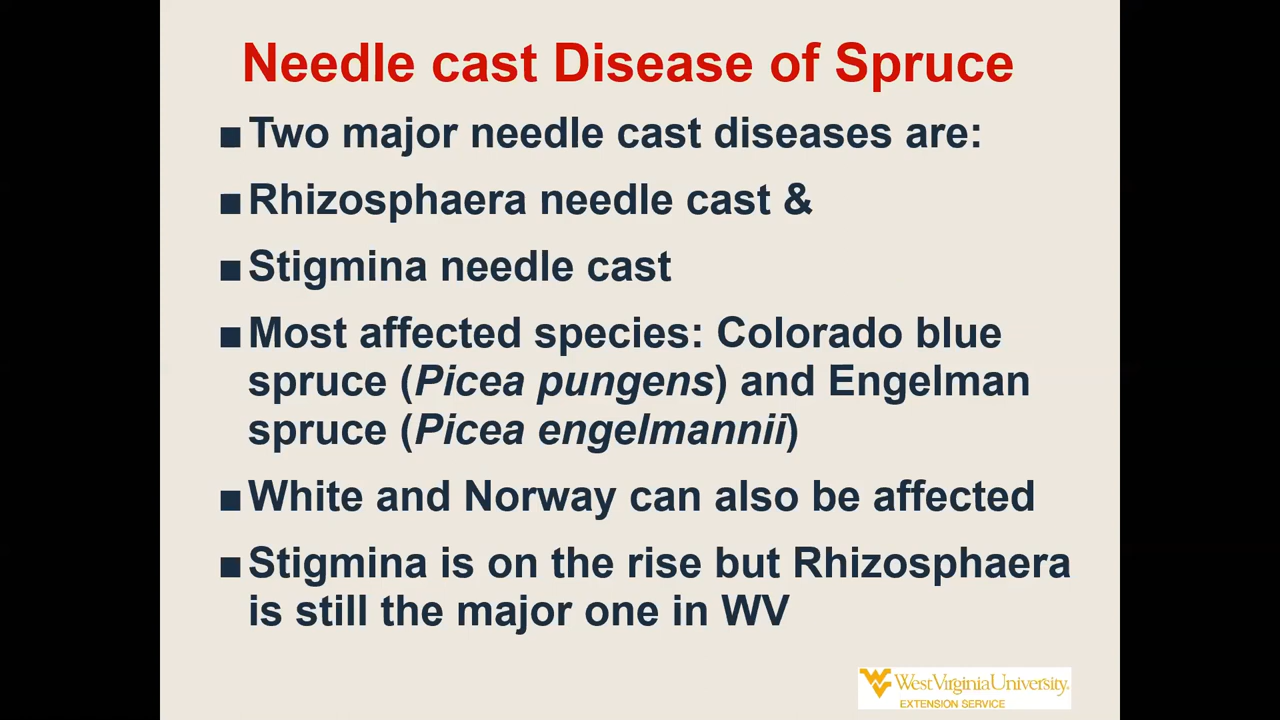 Needle cast Disease of Spruce
■Two major needle cast diseases are:
■Rhizosphaera needle cast &
■Stigmina needle cast
■Most affected species: Colorado blue
spruce (Picea pungens) and Engelman
spruce (Picea engelmannii)
■White and Norway can also be affected
■Stigmina is on the rise but Rhizosphaera
is still the major one in WV
WestVirginiaUniversity.
EXTENSION SERVICE